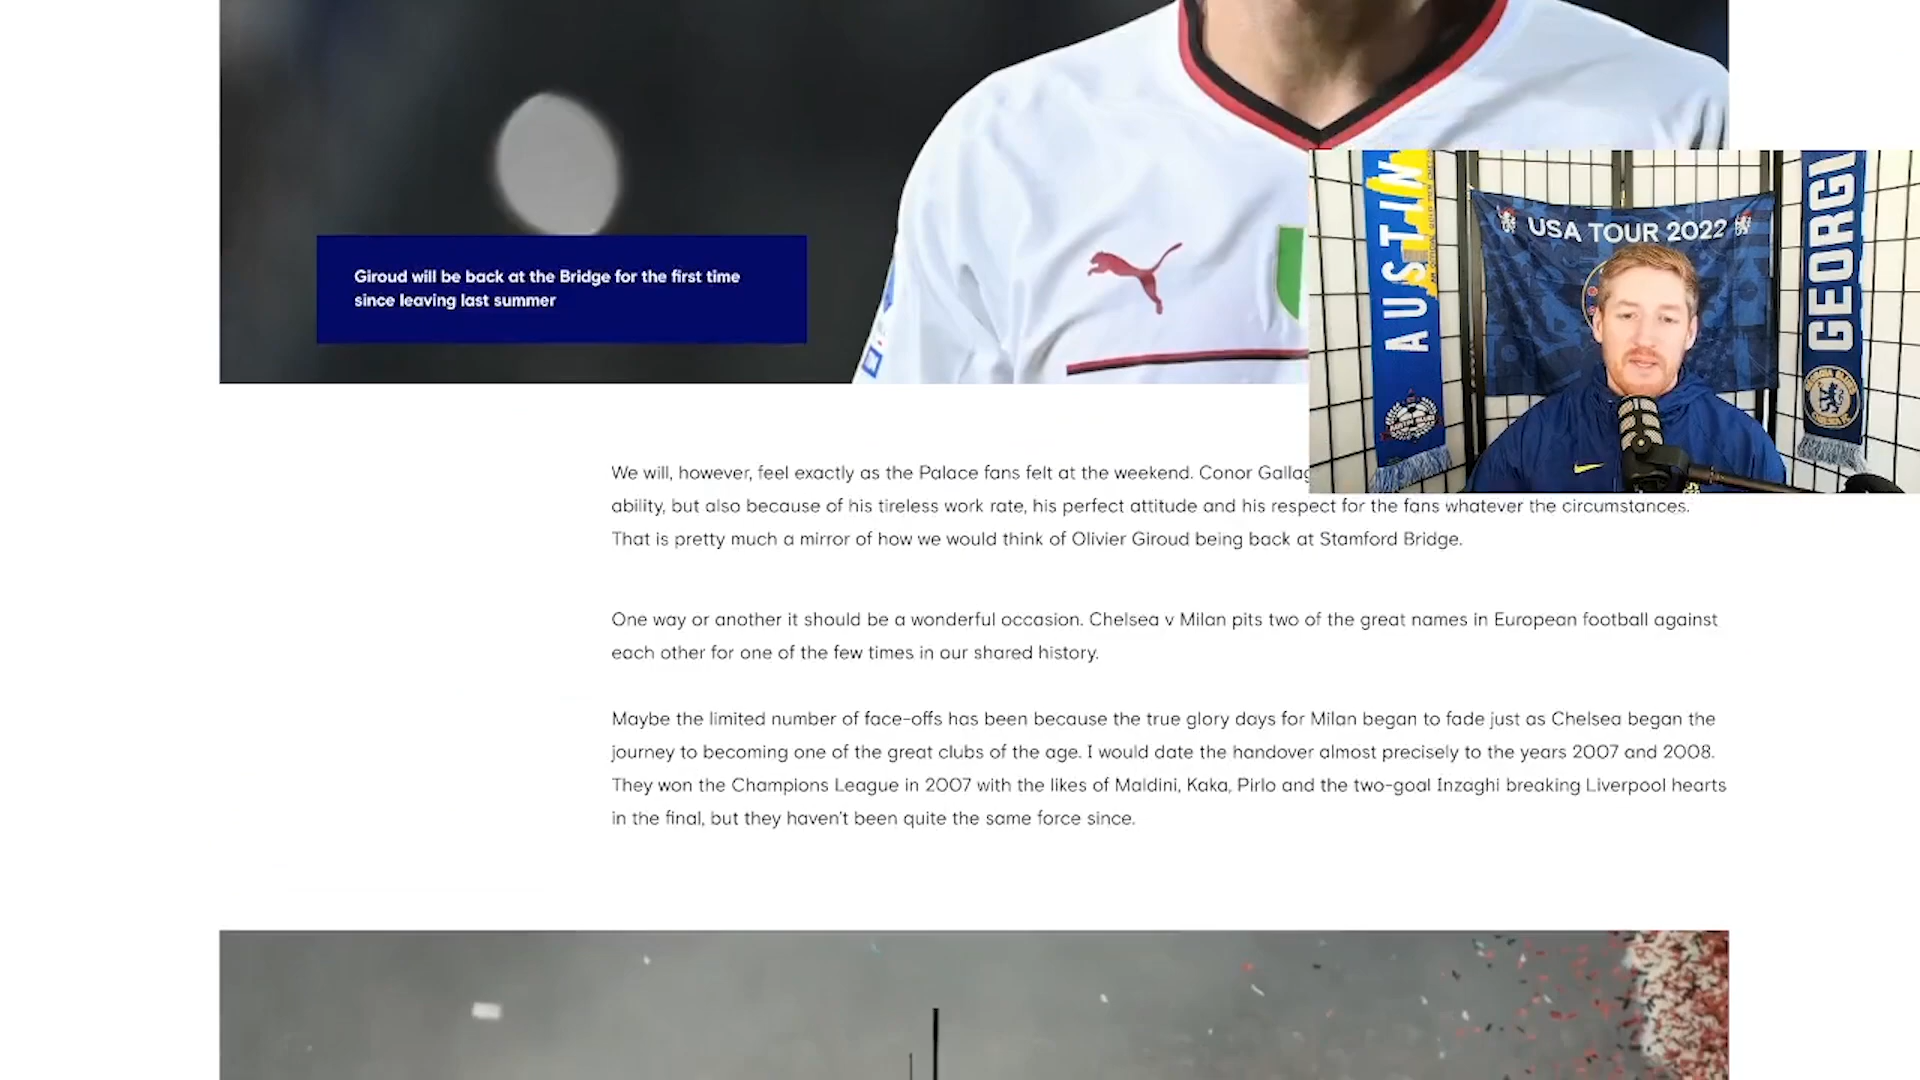 Giroud will be back at the Bridge for the first time
since leaving last summer
AUSTIN
USA TOUR 2022
GEORGI
We will, however, feel exactly as the Palace fans felt at the weekend. Conor
ability, but also because of his tireless work rate, his perfect attitude and his respect for the fans whatever the circumstances.
That is pretty much a mirror of how we would think of Olivier Giroud being back at Stamford Bridge.
One way or another it should be a wonderful occasion. Chelsea v Milan pits two of the great names in European football against
each other for one of the few times in our shared history.
Maybe the limited number of face-offs has been because the true glory days for Milan began to fade just as Chelsea began the
journey to becoming one of the great clubs of the age. I would date the handover almost precisely to the years 2007 and 2008.
They won the Champions League in 2007 with the likes of Maldini, Kaka, Pirlo and the two-goal Inzaghi breaking Liverpool hearts
in the final, but they haven't been quite the same force since.